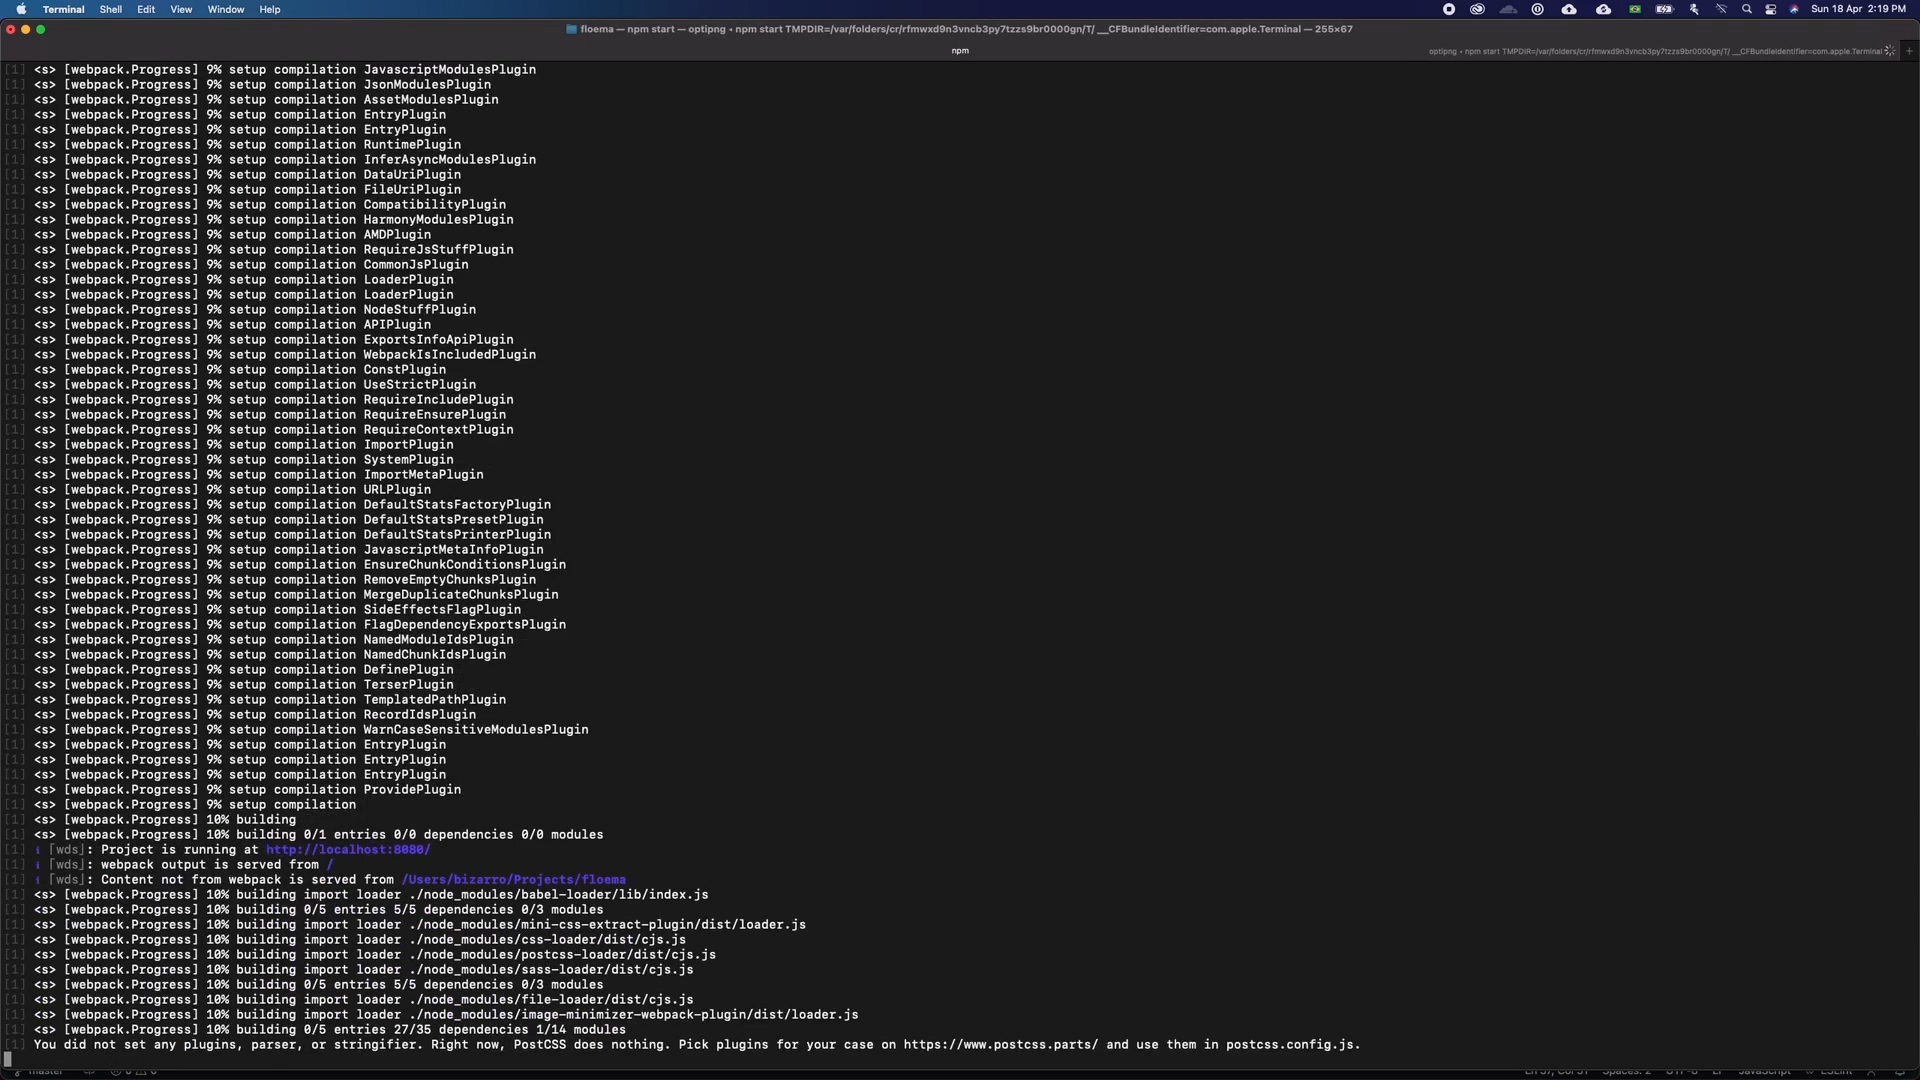 Terminal Shell Edit View Window Help Sun 18 Apr 2:19 PM
floema — npm start — optipng • npm start TMPDIR=/var/folders/cr/rfmwxd9n3vncb3py7tzzs9br0000gn/T/ __CFBundleIdentifier=com.apple.Terminal — 255×67
npm optipng • npm start TMPDIR=/var/folders/cr/rfmwxd9n3vncb3py7tzzs9br0000gn/T/ __CFBundleIdentifier=com.apple.Terminal +
[1] <s> [webpack.Progress] 9% setup compilation JavascriptModulesPlugin
[1] <s> [webpack.Progress] 9% setup compilation JsonModulesPlugin
[1] <s> [webpack.Progress] 9% setup compilation AssetModulesPlugin
[1] <s> [webpack.Progress] 9% setup compilation EntryPlugin
[1] <s> [webpack.Progress] 9% setup compilation EntryPlugin
[1] <s> [webpack.Progress] 9% setup compilation RuntimePlugin
[1] <s> [webpack.Progress] 9% setup compilation InferAsyncModulesPlugin
[1] <s> [webpack.Progress] 9% setup compilation DataUriPlugin
[1] <s> [webpack.Progress] 9% setup compilation FileUriPlugin
[1] <s> [webpack.Progress] 9% setup compilation CompatibilityPlugin
[1] <s> [webpack.Progress] 9% setup compilation HarmonyModulesPlugin
[1] <s> [webpack.Progress] 9% setup compilation AMDPlugin
[1] <s> [webpack.Progress] 9% setup compilation RequireJsStuffPlugin
[1] <s> [webpack.Progress] 9% setup compilation CommonJsPlugin
[1] <s> [webpack.Progress] 9% setup compilation LoaderPlugin
[1] <s> [webpack.Progress] 9% setup compilation LoaderPlugin
[1] <s> [webpack.Progress] 9% setup compilation NodeStuffPlugin
[1] <s> [webpack.Progress] 9% setup compilation APIPlugin
[1] <s> [webpack.Progress] 9% setup compilation ExportsInfoApiPlugin
[1] <s> [webpack.Progress] 9% setup compilation WebpackIsIncludedPlugin
[1] <s> [webpack.Progress] 9% setup compilation ConstPlugin
[1] <s> [webpack.Progress] 9% setup compilation UseStrictPlugin
[1] <s> [webpack.Progress] 9% setup compilation RequireIncludePlugin
[1] <s> [webpack.Progress] 9% setup compilation RequireEnsurePlugin
[1] <s> [webpack.Progress] 9% setup compilation RequireContextPlugin
[1] <s> [webpack.Progress] 9% setup compilation ImportPlugin
[1] <s> [webpack.Progress] 9% setup compilation SystemPlugin
[1] <s> [webpack.Progress] 9% setup compilation ImportMetaPlugin
[1] <s> [webpack.Progress] 9% setup compilation URLPlugin
[1] <s> [webpack.Progress] 9% setup compilation DefaultStatsFactoryPlugin
[1] <s> [webpack.Progress] 9% setup compilation DefaultStatsPresetPlugin
[1] <s> [webpack.Progress] 9% setup compilation DefaultStatsPrinterPlugin
[1] <s> [webpack.Progress] 9% setup compilation JavascriptMetaInfoPlugin
[1] <s> [webpack.Progress] 9% setup compilation EnsureChunkConditionsPlugin
[1] <s> [webpack.Progress] 9% setup compilation RemoveEmptyChunksPlugin
[1] <s> [webpack.Progress] 9% setup compilation MergeDuplicateChunksPlugin
[1] <s> [webpack.Progress] 9% setup compilation SideEffectsFlagPlugin
[1] <s> [webpack.Progress] 9% setup compilation FlagDependencyExportsPlugin
[1] <s> [webpack.Progress] 9% setup compilation NamedModuleIdsPlugin
[1] <s> [webpack.Progress] 9% setup compilation NamedChunkIdsPlugin
[1] <s> [webpack.Progress] 9% setup compilation DefinePlugin
[1] <s> [webpack.Progress] 9% setup compilation TerserPlugin
[1] <s> [webpack.Progress] 9% setup compilation TemplatedPathPlugin
[1] <s> [webpack.Progress] 9% setup compilation RecordIdsPlugin
[1] <s> [webpack.Progress] 9% setup compilation WarnCaseSensitiveModulesPlugin
[1] <s> [webpack.Progress] 9% setup compilation EntryPlugin
[1] <s> [webpack.Progress] 9% setup compilation EntryPlugin
[1] <s> [webpack.Progress] 9% setup compilation EntryPlugin
[1] <s> [webpack.Progress] 9% setup compilation ProvidePlugin
[1] <s> [webpack.Progress] 9% setup compilation
[1] <s> [webpack.Progress] 10% building
[1] <s> [webpack.Progress] 10% building 0/1 entries 0/0 dependencies 0/0 modules
[1] ℹ ｢wds｣: Project is running at http://localhost:8080/
[1] ℹ ｢wds｣: webpack output is served from /
[1] ℹ ｢wds｣: Content not from webpack is served from /Users/bizarro/Projects/floema
[1] <s> [webpack.Progress] 10% building import loader ./node_modules/babel-loader/lib/index.js
[1] <s> [webpack.Progress] 10% building 0/5 entries 5/5 dependencies 0/3 modules
[1] <s> [webpack.Progress] 10% building import loader ./node_modules/mini-css-extract-plugin/dist/loader.js
[1] <s> [webpack.Progress] 10% building import loader ./node_modules/css-loader/dist/cjs.js
[1] <s> [webpack.Progress] 10% building import loader ./node_modules/postcss-loader/dist/cjs.js
[1] <s> [webpack.Progress] 10% building import loader ./node_modules/sass-loader/dist/cjs.js
[1] <s> [webpack.Progress] 10% building 0/5 entries 5/5 dependencies 0/3 modules
[1] <s> [webpack.Progress] 10% building import loader ./node_modules/file-loader/dist/cjs.js
[1] <s> [webpack.Progress] 10% building import loader ./node_modules/image-minimizer-webpack-plugin/dist/loader.js
[1] <s> [webpack.Progress] 10% building 0/5 entries 27/35 dependencies 1/14 modules
[1] You did not set any plugins, parser, or stringifier. Right now, PostCSS does nothing. Pick plugins for your case on https://www.postcss.parts/ and use them in postcss.config.js.
master